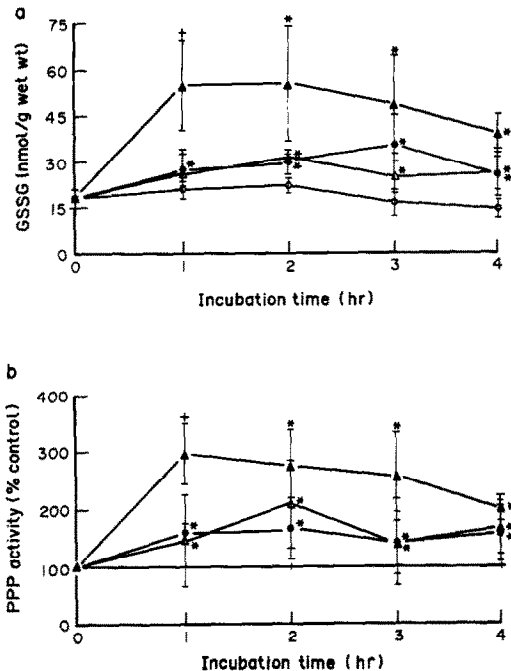 a
GSSG (nmol/g wet wt)
75
60
45
30
15
0
0 1 2 3 4
Incubation time (hr)
b
PPP activity (% control)
400
300
200
100
0
0 1 2 3 4
Incubation time (hr)